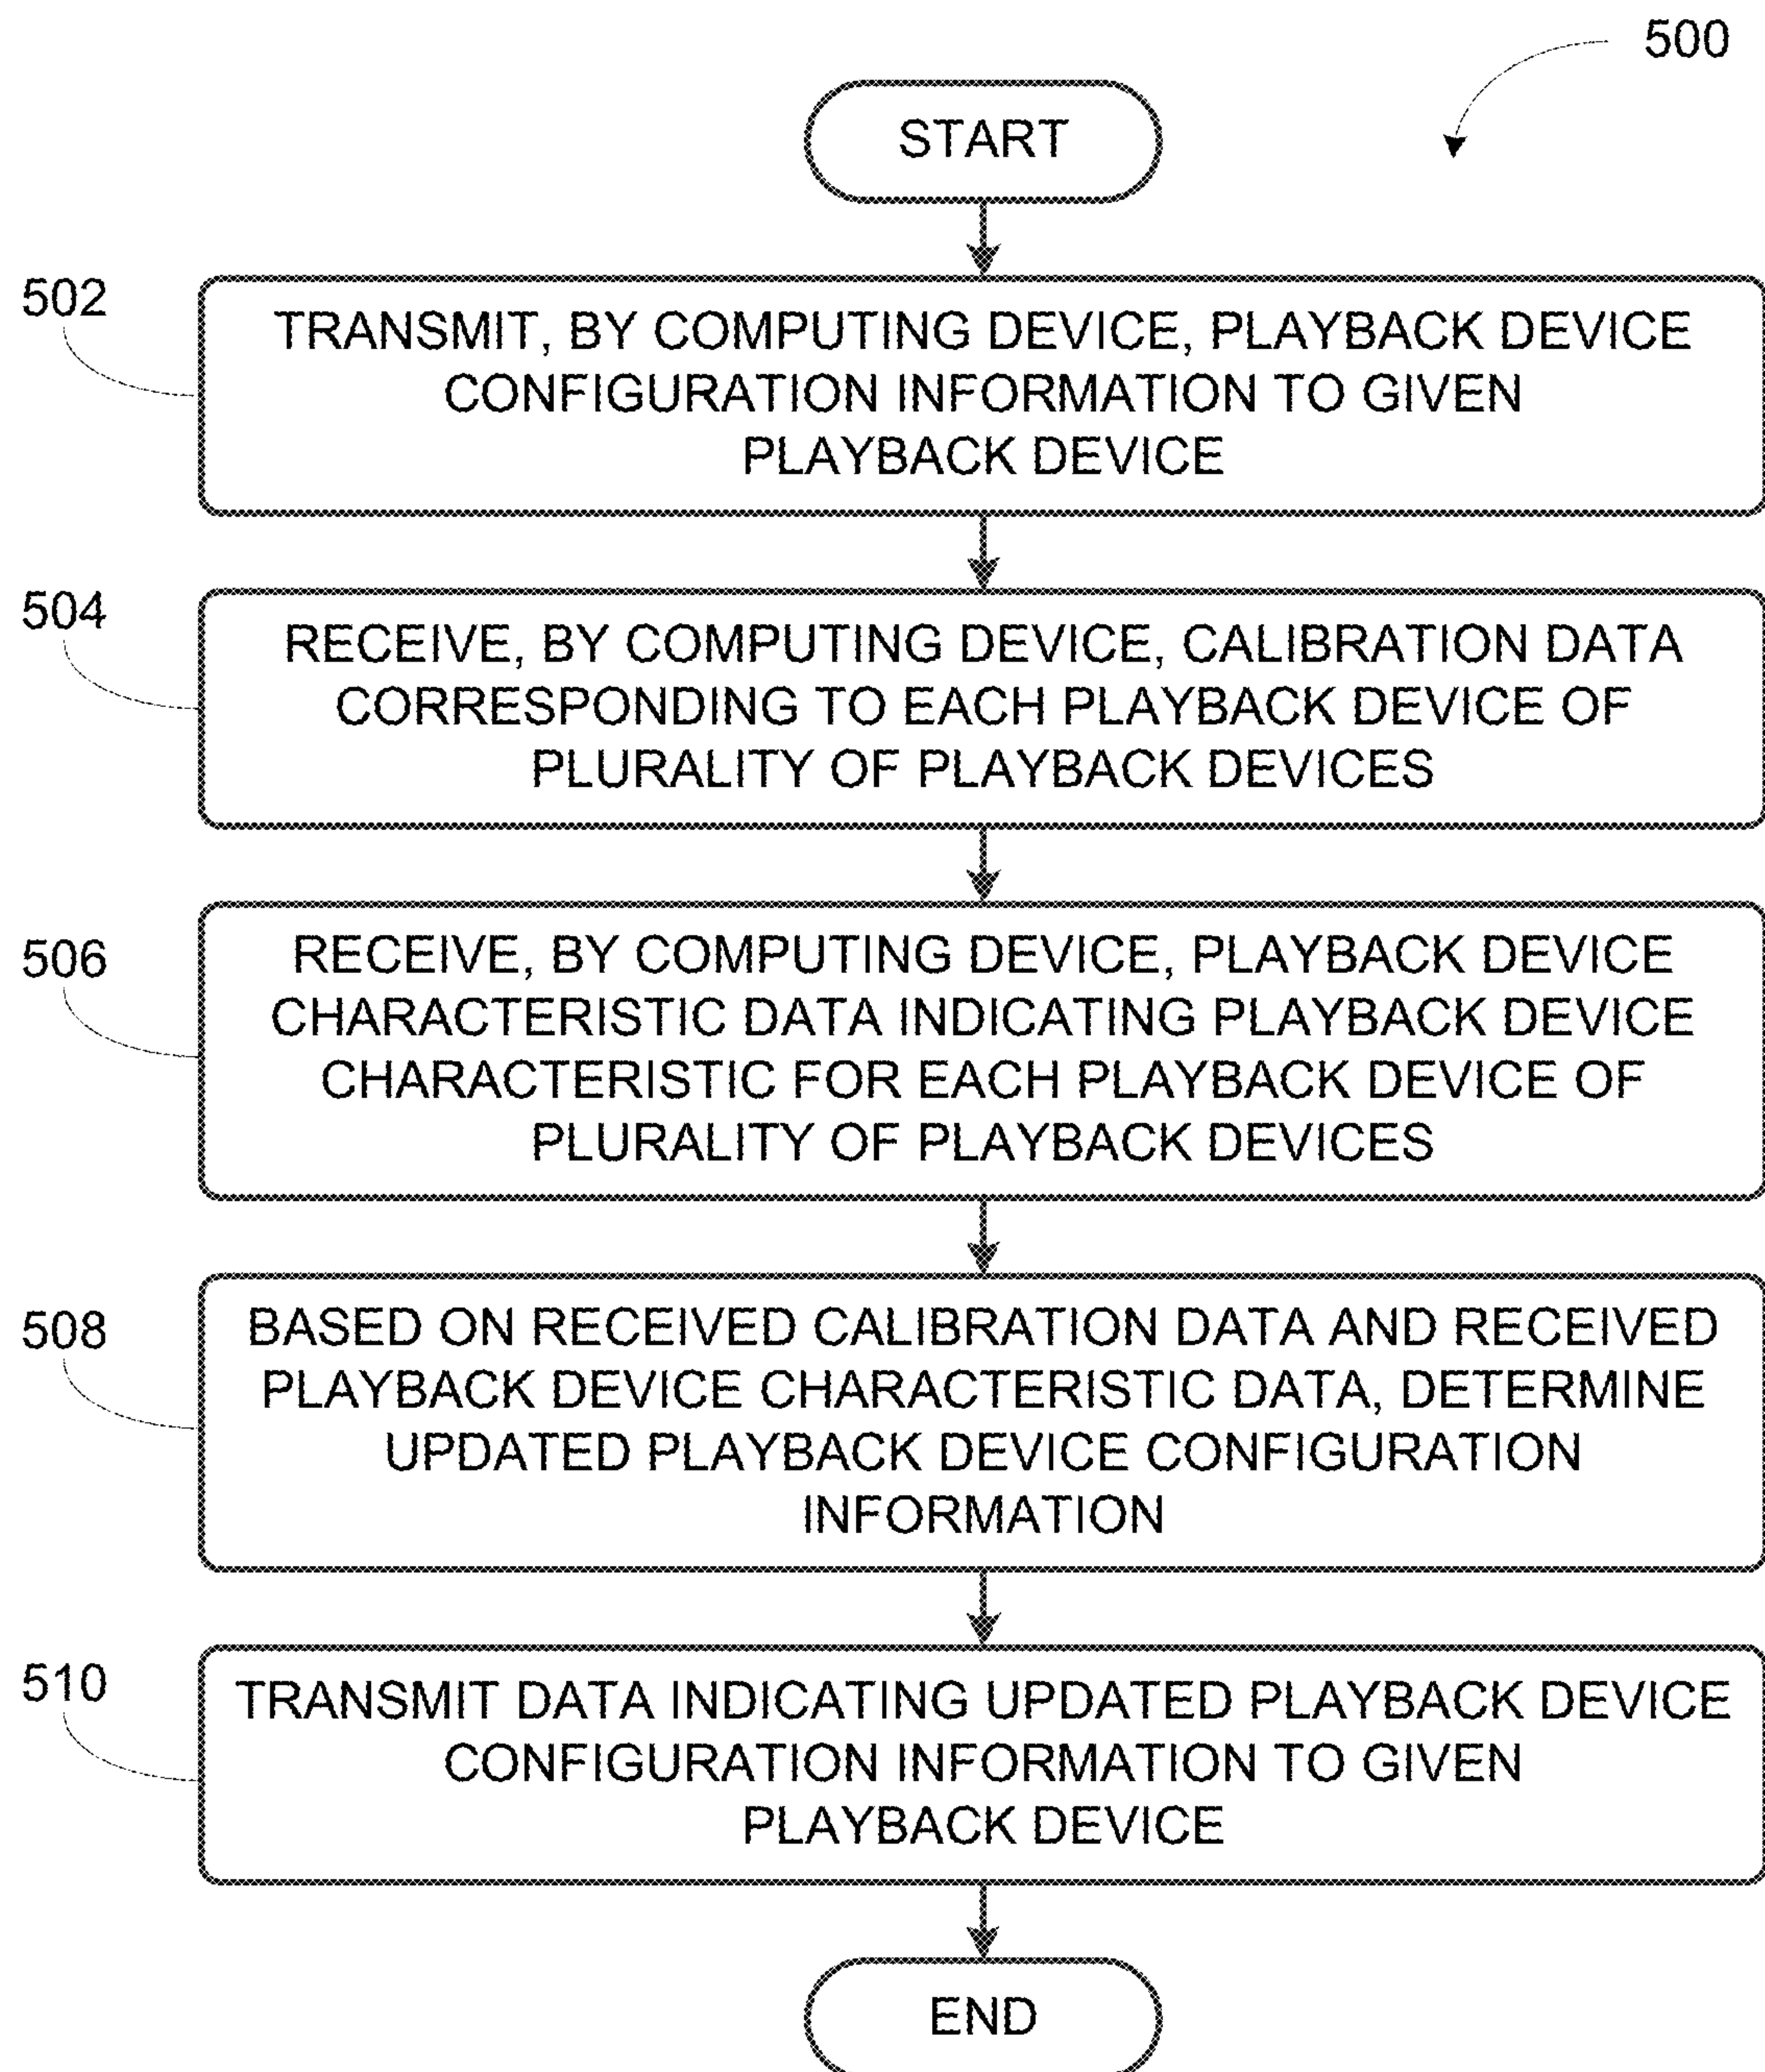 500
START
502
TRANSMIT, BY COMPUTING DEVICE, PLAYBACK DEVICE
CONFIGURATION INFORMATION TO GIVEN
PLAYBACK DEVICE
504
RECEIVE, BY COMPUTING DEVICE, CALIBRATION DATA
CORRESPONDING TO EACH PLAYBACK DEVICE OF
PLURALITY OF PLAYBACK DEVICES
506
RECEIVE, BY COMPUTING DEVICE, PLAYBACK DEVICE
CHARACTERISTIC DATA INDICATING PLAYBACK DEVICE
CHARACTERISTIC FOR EACH PLAYBACK DEVICE OF
PLURALITY OF PLAYBACK DEVICES
508
BASED ON RECEIVED CALIBRATION DATA AND RECEIVED
PLAYBACK DEVICE CHARACTERISTIC DATA, DETERMINE
UPDATED PLAYBACK DEVICE CONFIGURATION
INFORMATION
510
TRANSMIT DATA INDICATING UPDATED PLAYBACK DEVICE
CONFIGURATION INFORMATION TO GIVEN
PLAYBACK DEVICE
END